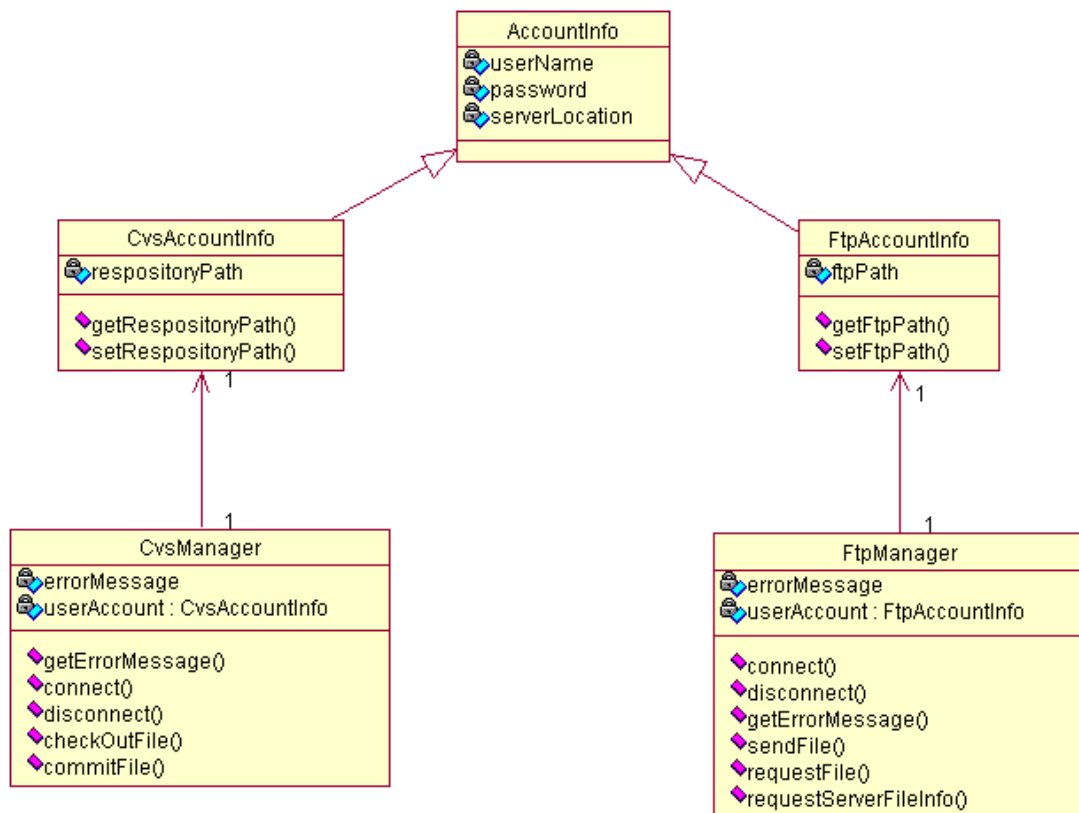 AccountInfo
userName
password
serverLocation
CvsAccountInfo
respositoryPath
getRespositoryPath()
setRespositoryPath()
FtpAccountInfo
ftpPath
getFtpPath()
setFtpPath()
1
1
1
1
CvsManager
errorMessage
userAccount : CvsAccountInfo
getErrorMessage()
connect()
disconnect()
checkOutFile()
commitFile()
FtpManager
errorMessage
userAccount : FtpAccountInfo
connect()
disconnect()
getErrorMessage()
sendFile()
requestFile()
requestServerFileInfo()